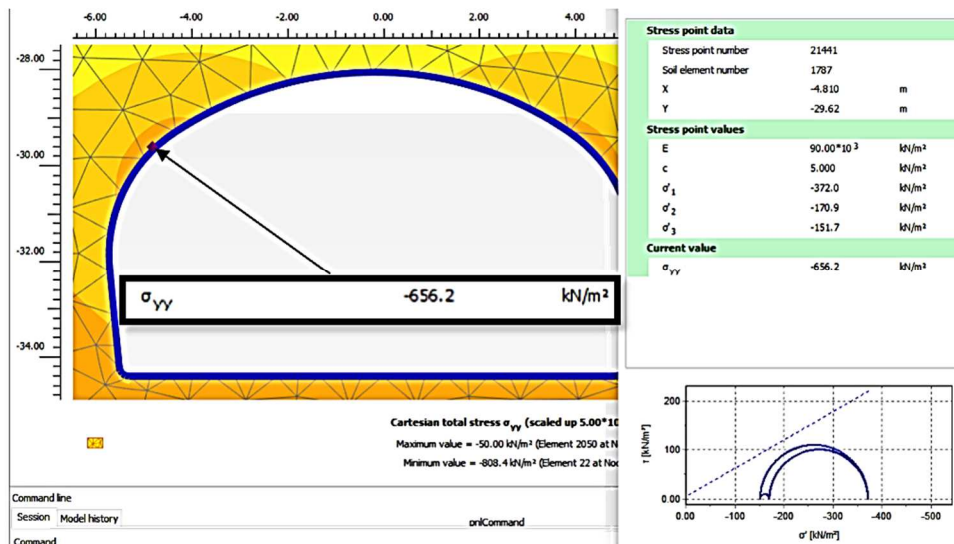 -6.00 -4.00 -2.00 0.00 2.00 4.00
-28.00
-30.00
-32.00
-34.00
σyy -656.2 kN/m²
Cartesian total stress σyy (scaled up 5.00*10
Maximum value = -50.00 kN/m² (Element 2050 at N
Minimum value = -808.4 kN/m² (Element 22 at Nod
Command line
Session Model history
pnlCommand
Command
Stress point data
Stress point number 21441
Soil element number 1787
X -4.810 m
Y -29.62 m
Stress point values
E 90.00*10³ kN/m²
c 5.000 kN/m²
σ'1 -372.0 kN/m²
σ'2 -170.9 kN/m²
σ'3 -151.7 kN/m²
Current value
σyy -656.2 kN/m²
200
100
0.00
τ [kN/m²]
0.00 -100 -200 -300 -400 -500
σ' [kN/m²]